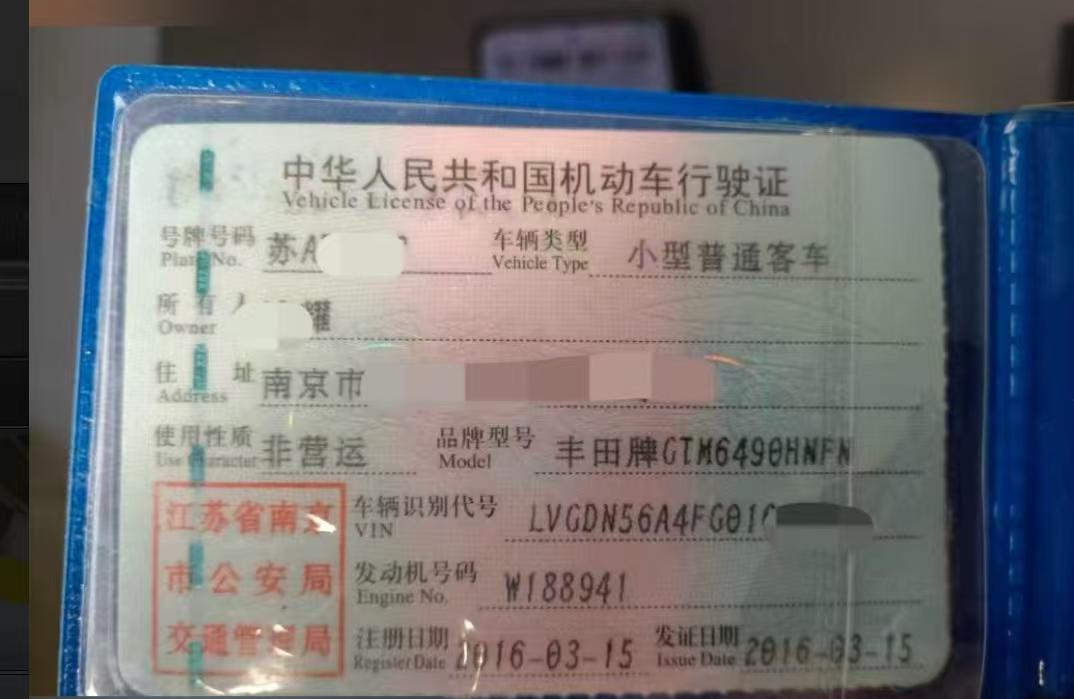 中华人民共和国机动车行驶证
Vehicle License of the People's Republic of China
号牌号码 苏A 车辆类型 小型普通客车
Plate No. Vehicle Type
所有人 耀
Owner
住址 南京市
Address
使用性质 非营运 品牌型号 丰田牌GTM6490HNFN
Use Character Model
江苏省南京 车辆识别代号 LVGDN56A4FG01
VIN
市公安局 发动机号码 W188941
Engine No.
交通管理局 注册日期 2016-03-15 发证日期 2016-03-15
Register Date Issue Date